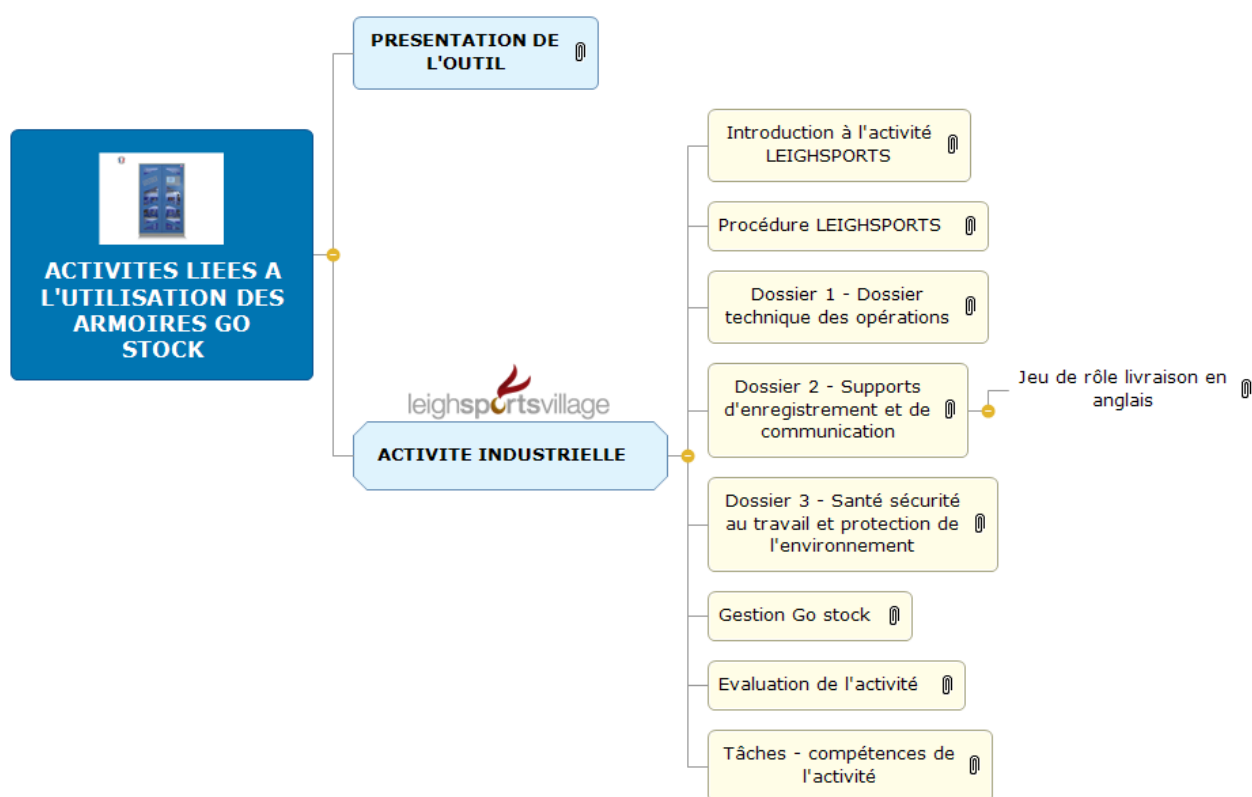 PRESENTATION DE
L'OUTIL
ACTIVITES LIEES A
L'UTILISATION DES
ARMOIRES GO
STOCK
leighsportsvillage
ACTIVITE INDUSTRIELLE
Introduction à l'activité
LEIGHSPORTS
Procédure LEIGHSPORTS
Dossier 1 - Dossier
technique des opérations
Dossier 2 - Supports
d'enregistrement et de
communication
Jeu de rôle livraison en
anglais
Dossier 3 - Santé sécurité
au travail et protection de
l'environnement
Gestion Go stock
Evaluation de l'activité
Tâches - compétences de
l'activité